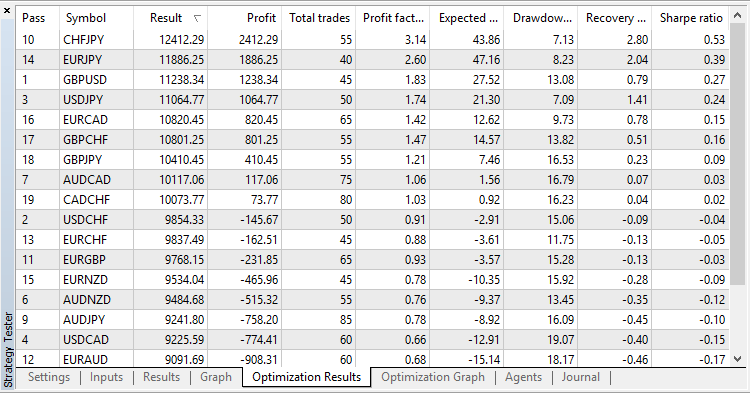 Pass Symbol Result Profit Total trades Profit fact... Expected ... Drawdow... Recovery ... Sharpe ratio
10 CHFJPY 12412.29 2412.29 55 3.14 43.86 7.13 2.80 0.53
14 EURJPY 11886.25 1886.25 40 2.60 47.16 8.23 2.04 0.39
1 GBPUSD 11238.34 1238.34 45 1.83 27.52 13.08 0.79 0.27
3 USDJPY 11064.77 1064.77 50 1.74 21.30 7.09 1.41 0.24
16 EURCAD 10820.45 820.45 65 1.42 12.62 9.73 0.78 0.15
17 GBPCHF 10801.25 801.25 55 1.47 14.57 13.82 0.51 0.16
18 GBPJPY 10410.45 410.45 55 1.21 7.46 16.53 0.23 0.09
7 AUDCAD 10117.06 117.06 75 1.06 1.56 16.79 0.07 0.03
19 CADCHF 10073.77 73.77 80 1.03 0.92 16.23 0.04 0.02
2 USDCHF 9854.33 -145.67 50 0.91 -2.91 15.06 -0.09 -0.04
13 EURCHF 9837.49 -162.51 45 0.88 -3.61 11.75 -0.13 -0.05
11 EURGBP 9768.15 -231.85 65 0.93 -3.57 15.28 -0.13 -0.03
15 EURNZD 9534.04 -465.96 45 0.78 -10.35 15.92 -0.28 -0.09
6 AUDNZD 9484.68 -515.32 55 0.76 -9.37 13.45 -0.35 -0.12
9 AUDJPY 9241.80 -758.20 85 0.78 -8.92 16.09 -0.45 -0.10
4 USDCAD 9225.59 -774.41 60 0.66 -12.91 19.07 -0.40 -0.15
12 EURAUD 9091.69 -908.31 60 0.68 -15.14 18.17 -0.46 -0.17
Strategy Tester
Settings Inputs Results Graph Optimization Results Optimization Graph Agents Journal